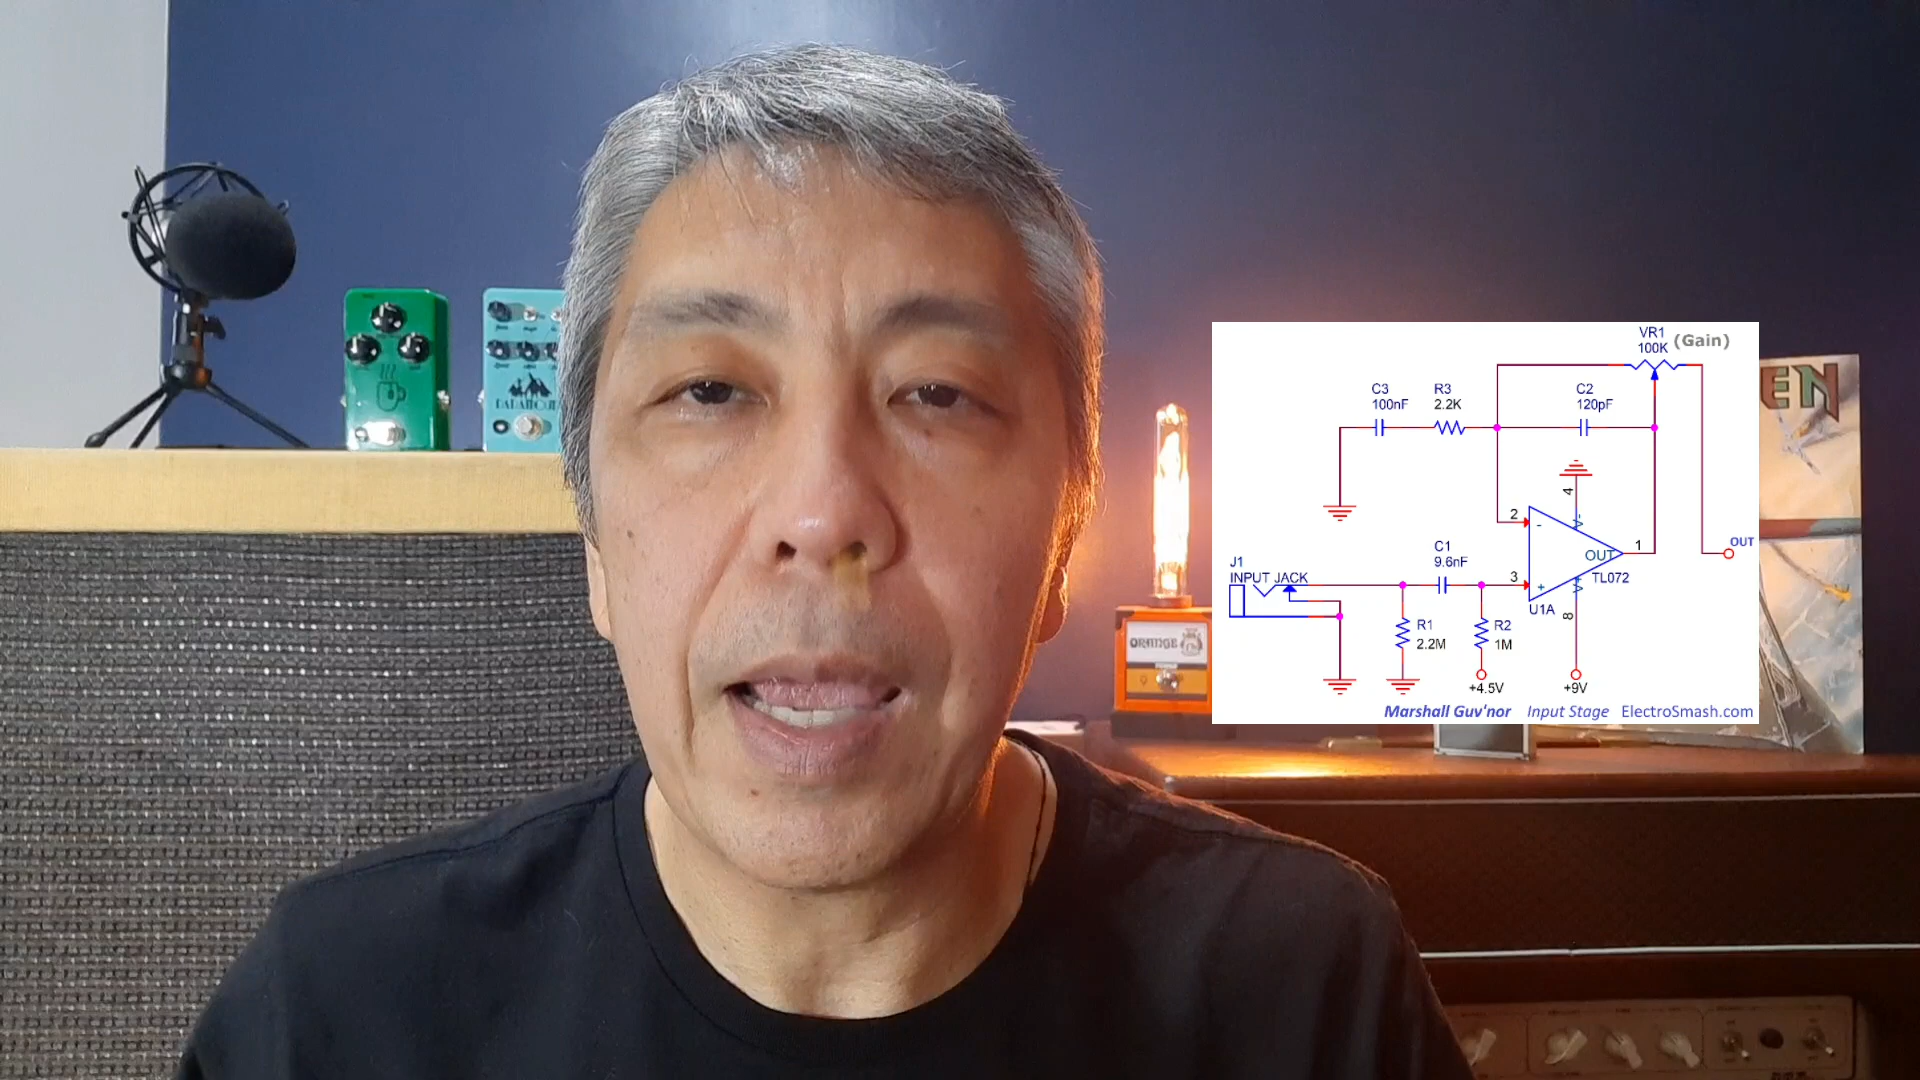 VR1
(Gain)
100K
C3
100nF
R3
2.2K
C2
120pF
4
V-
2
-
OUT
1
OUT
C1
9.6nF
3
+
TL072
U1A
V+
8
J1
INPUT JACK
R1
2.2M
R2
1M
+4.5V
+9V
Marshall Guv'nor Input Stage ElectroSmash.com
ORANGE
EN